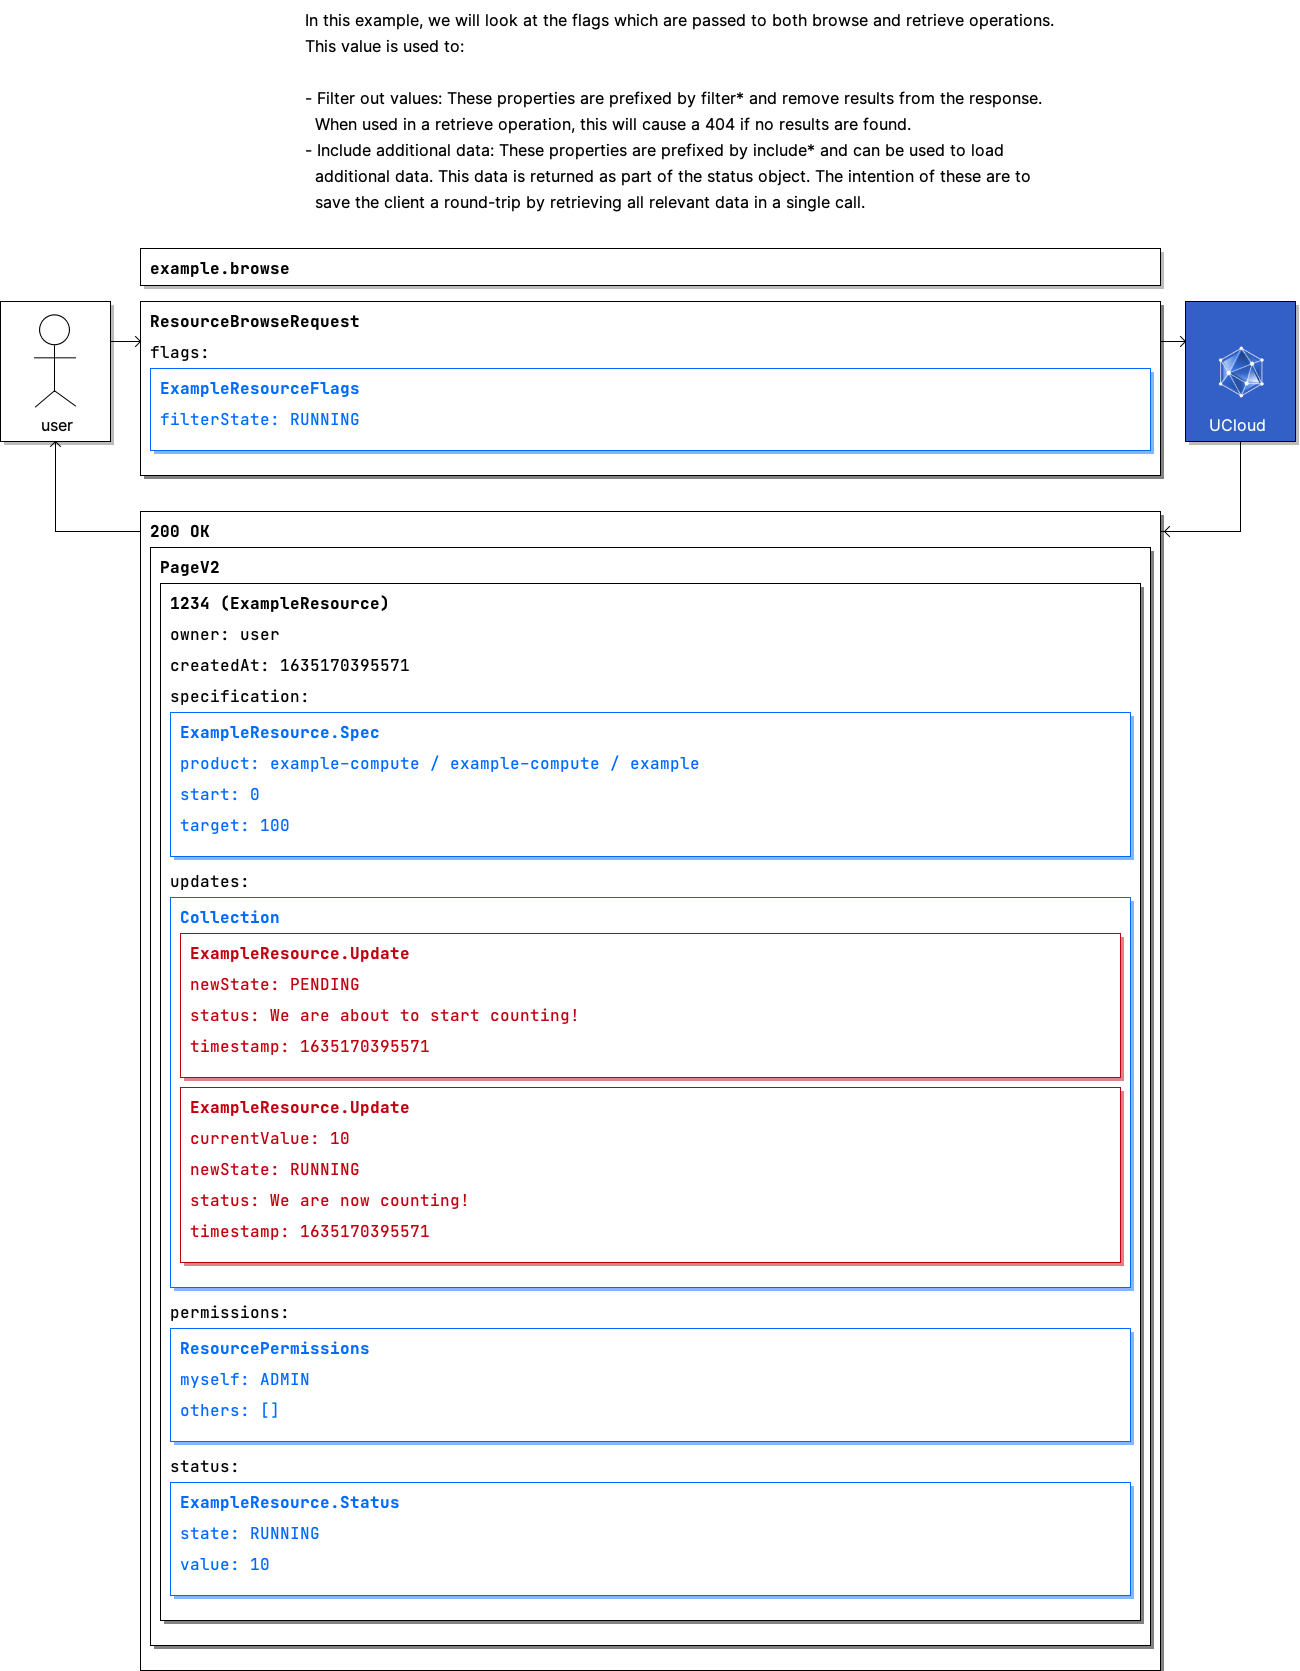 In this example, we will look at the flags which are passed to both browse and retrieve operations.
This value is used to:
- Filter out values: These properties are prefixed by filter* and remove results from the response.
When used in a retrieve operation, this will cause a 404 if no results are found.
- Include additional data: These properties are prefixed by include* and can be used to load
additional data. This data is returned as part of the status object. The intention of these are to
save the client a round-trip by retrieving all relevant data in a single call.
example.browse
user
ResourceBrowseRequest
flags:
ExampleResourceFlags
filterState: RUNNING
UCloud
200 OK
PageV2
1234 (ExampleResource)
owner: user
createdAt: 1635170395571
specification:
ExampleResource.Spec
product: example-compute / example-compute / example
start: 0
target: 100
updates:
Collection
ExampleResource.Update
newState: PENDING
status: We are about to start counting!
timestamp: 1635170395571
ExampleResource.Update
currentValue: 10
newState: RUNNING
status: We are now counting!
timestamp: 1635170395571
permissions:
ResourcePermissions
myself: ADMIN
others: []
status:
ExampleResource.Status
state: RUNNING
value: 10